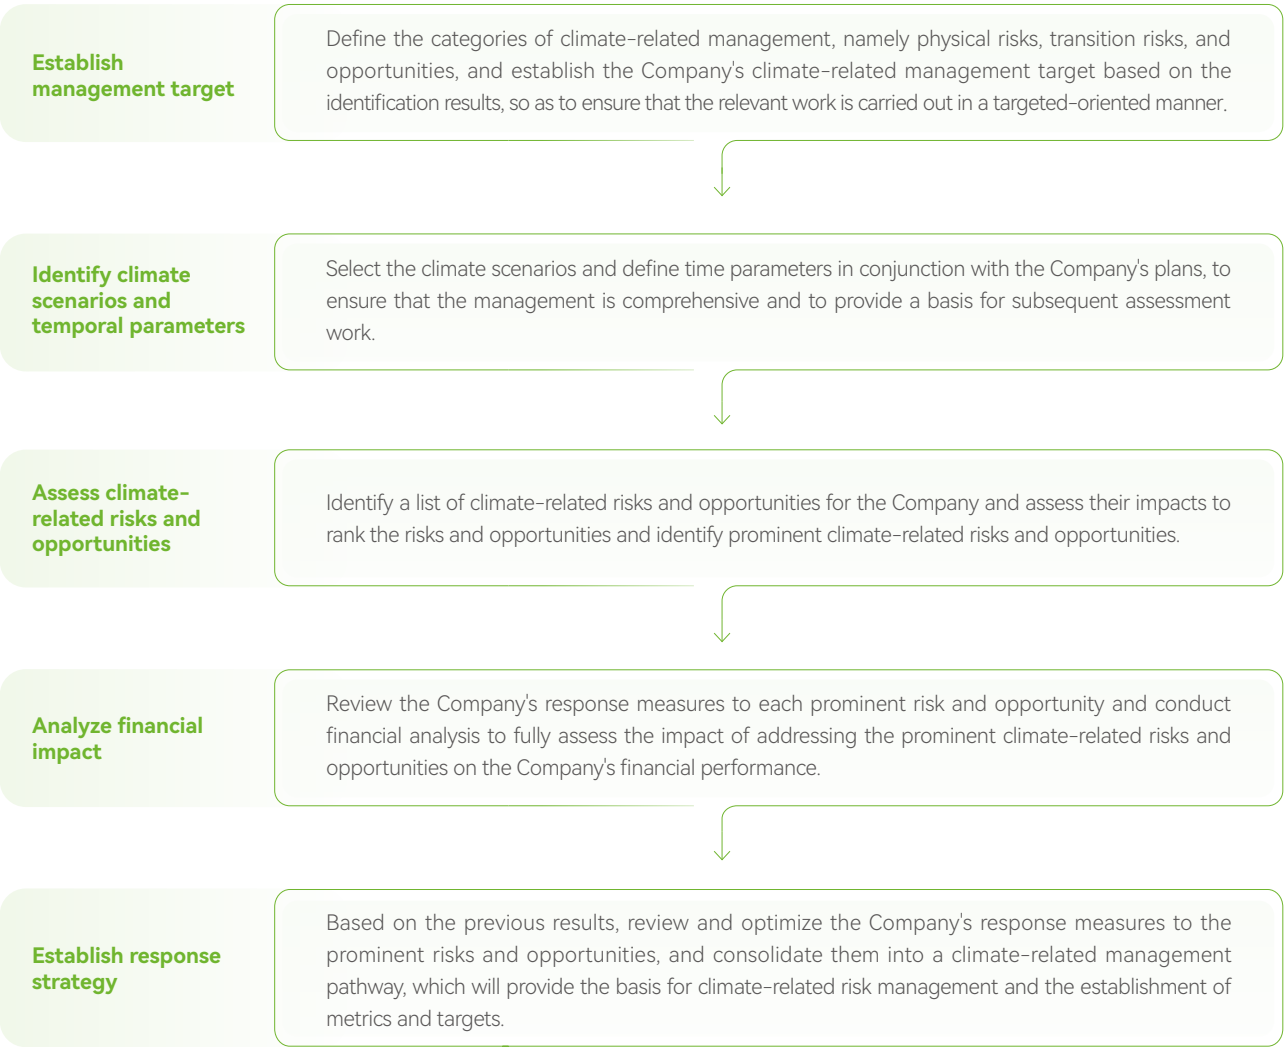 Establish
management target
Define the categories of climate-related management, namely physical risks, transition risks, and
opportunities, and establish the Company's climate-related management target based on the
identification results, so as to ensure that the relevant work is carried out in a targeted-oriented manner.
Identify climate
scenarios and
temporal parameters
Select the climate scenarios and define time parameters in conjunction with the Company's plans, to
ensure that the management is comprehensive and to provide a basis for subsequent assessment
work.
Assess climate-
related risks and
opportunities
Identify a list of climate-related risks and opportunities for the Company and assess their impacts to
rank the risks and opportunities and identify prominent climate-related risks and opportunities.
Analyze financial
impact
Review the Company's response measures to each prominent risk and opportunity and conduct
financial analysis to fully assess the impact of addressing the prominent climate-related risks and
opportunities on the Company's financial performance.
Establish response
strategy
Based on the previous results, review and optimize the Company's response measures to the
prominent risks and opportunities, and consolidate them into a climate-related management
pathway, which will provide the basis for climate-related risk management and the establishment of
metrics and targets.